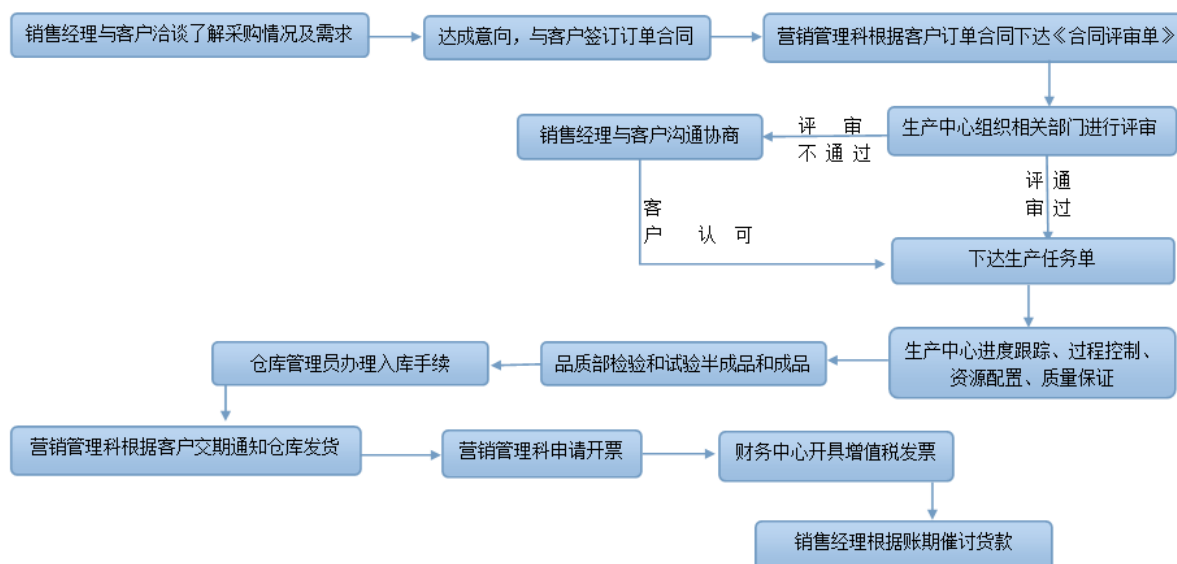 销售经理与客户洽谈了解采购情况及需求
达成意向，与客户签订订单合同
营销管理科根据客户订单合同下达《合同评审单》
生产中心组织相关部门进行评审
评 审
不 通 过
销售经理与客户沟通协商
评 通
审 过
客
户 认 可
下达生产任务单
生产中心进度跟踪、过程控制、
资源配置、质量保证
品质部检验和试验半成品和成品
仓库管理员办理入库手续
营销管理科根据客户交期通知仓库发货
营销管理科申请开票
财务中心开具增值税发票
销售经理根据账期催讨货款